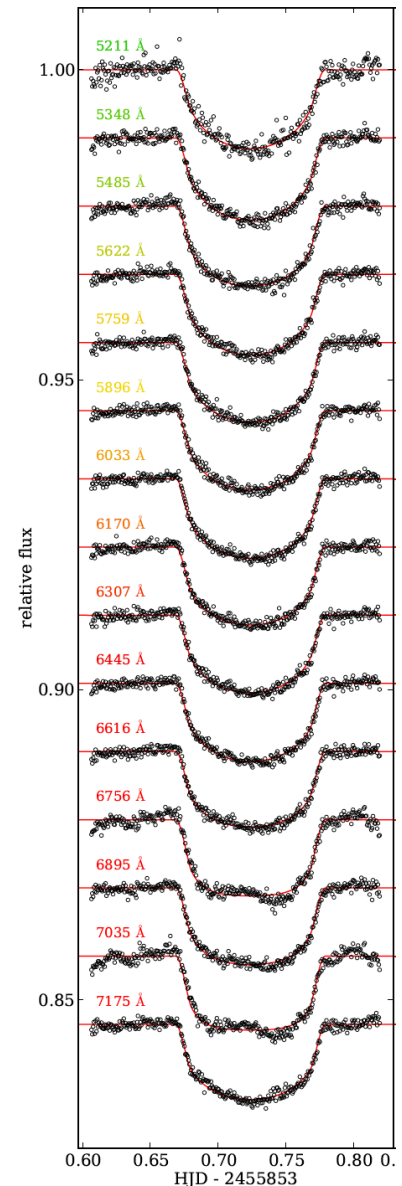 5211 Å
1.00
5348 Å
5485 Å
5622 Å
5759 Å
0.95
5896 Å
6033 Å
6170 Å
relative flux
6307 Å
6445 Å
0.90
6616 Å
6756 Å
6895 Å
7035 Å
0.85
7175 Å
0.60 0.65 0.70 0.75 0.80 0.
HJD - 2455853